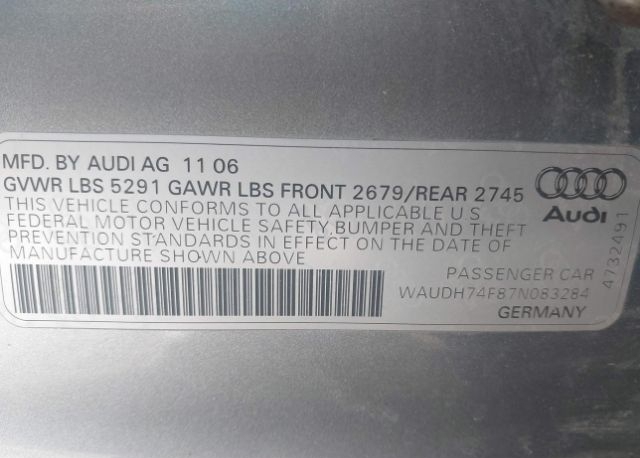 MFD. BY AUDI AG 11 06
GVWR LBS 5291 GAWR LBS FRONT 2679/REAR 2745
THIS VEHICLE CONFORMS TO ALL APPLICABLE U.S
FEDERAL MOTOR VEHICLE SAFETY,BUMPER AND THEFT
PREVENTION STANDARDS IN EFFECT ON THE DATE OF
MANUFACTURE SHOWN ABOVE
Audi
4732491
PASSENGER CAR
WAUDH74F87N083284
GERMANY